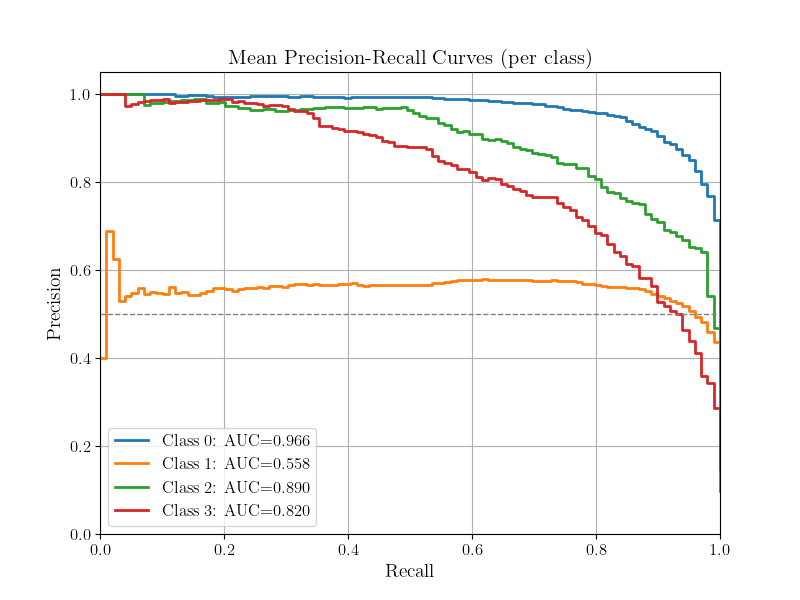 Mean Precision-Recall Curves (per class)
1.0
0.8
0.6
0.4
0.2
0.0
Precision
Class 0: AUC=0.966
Class 1: AUC=0.558
Class 2: AUC=0.890
Class 3: AUC=0.820
0.0 0.2 0.4 0.6 0.8 1.0
Recall